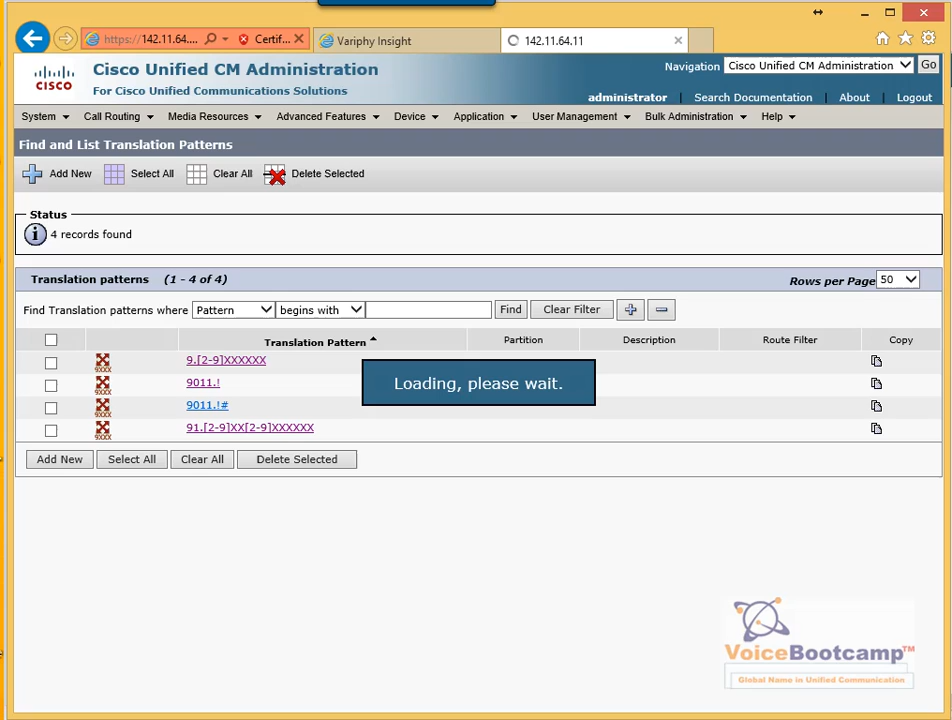 https://142.11.64.... Certif... Variphy Insight 142.11.64.11
CISCO
Cisco Unified CM Administration
For Cisco Unified Communications Solutions
Navigation Cisco Unified CM Administration Go
administrator | Search Documentation | About | Logout
System Call Routing Media Resources Advanced Features Device Application User Management Bulk Administration Help
Find and List Translation Patterns
Add New Select All Clear All Delete Selected
Status
4 records found
Translation patterns (1 - 4 of 4) Rows per Page 50
Find Translation patterns where Pattern begins with Find Clear Filter
Translation Pattern Partition Description Route Filter Copy
9XXX 9.[2-9]XXXXXX
9XXX 9011.!
Loading, please wait.
9XXX 9011.!#
9XXX 91.[2-9]XX[2-9]XXXXXX
Add New Select All Clear All Delete Selected
VoiceBootcamp™
Global Name in Unified Communication